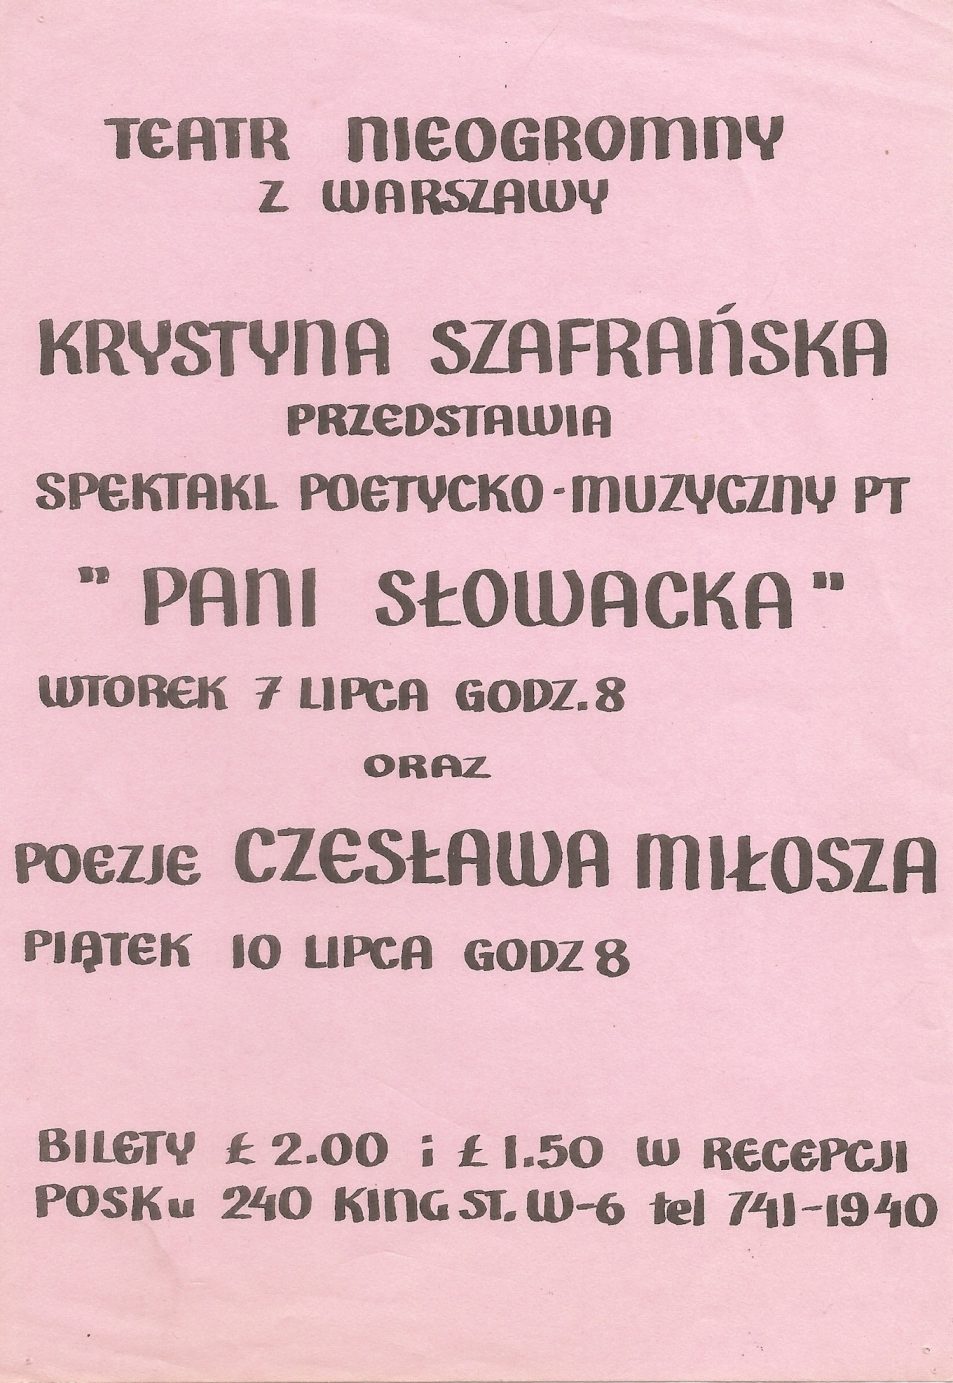 TEATR NIEOGROMNY
Z WARSZAWY
KRYSTYNA SZAFRAŃSKA
PRZEDSTAWIA
SPEKTAKL POETYCKO-MUZYCZNY PT
"PANI SŁOWACKA"
WTOREK 7 LIPCA GODZ. 8
ORAZ
POEZJE CZESŁAWA MIŁOSZA
PIĄTEK 10 LIPCA GODZ 8
BILETY £ 2.00 i £ 1.50 W RECEPCJI
POSKu 240 KING ST. W-6 tel 741-1940